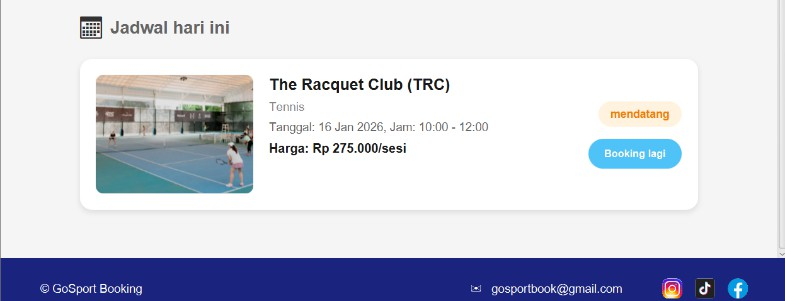 Jadwal hari ini
The Racquet Club (TRC)
Tennis
Tanggal: 16 Jan 2026, Jam: 10:00 - 12:00
Harga: Rp 275.000/sesi
mendatang
Booking lagi
© GoSport Booking
gosportbook@gmail.com